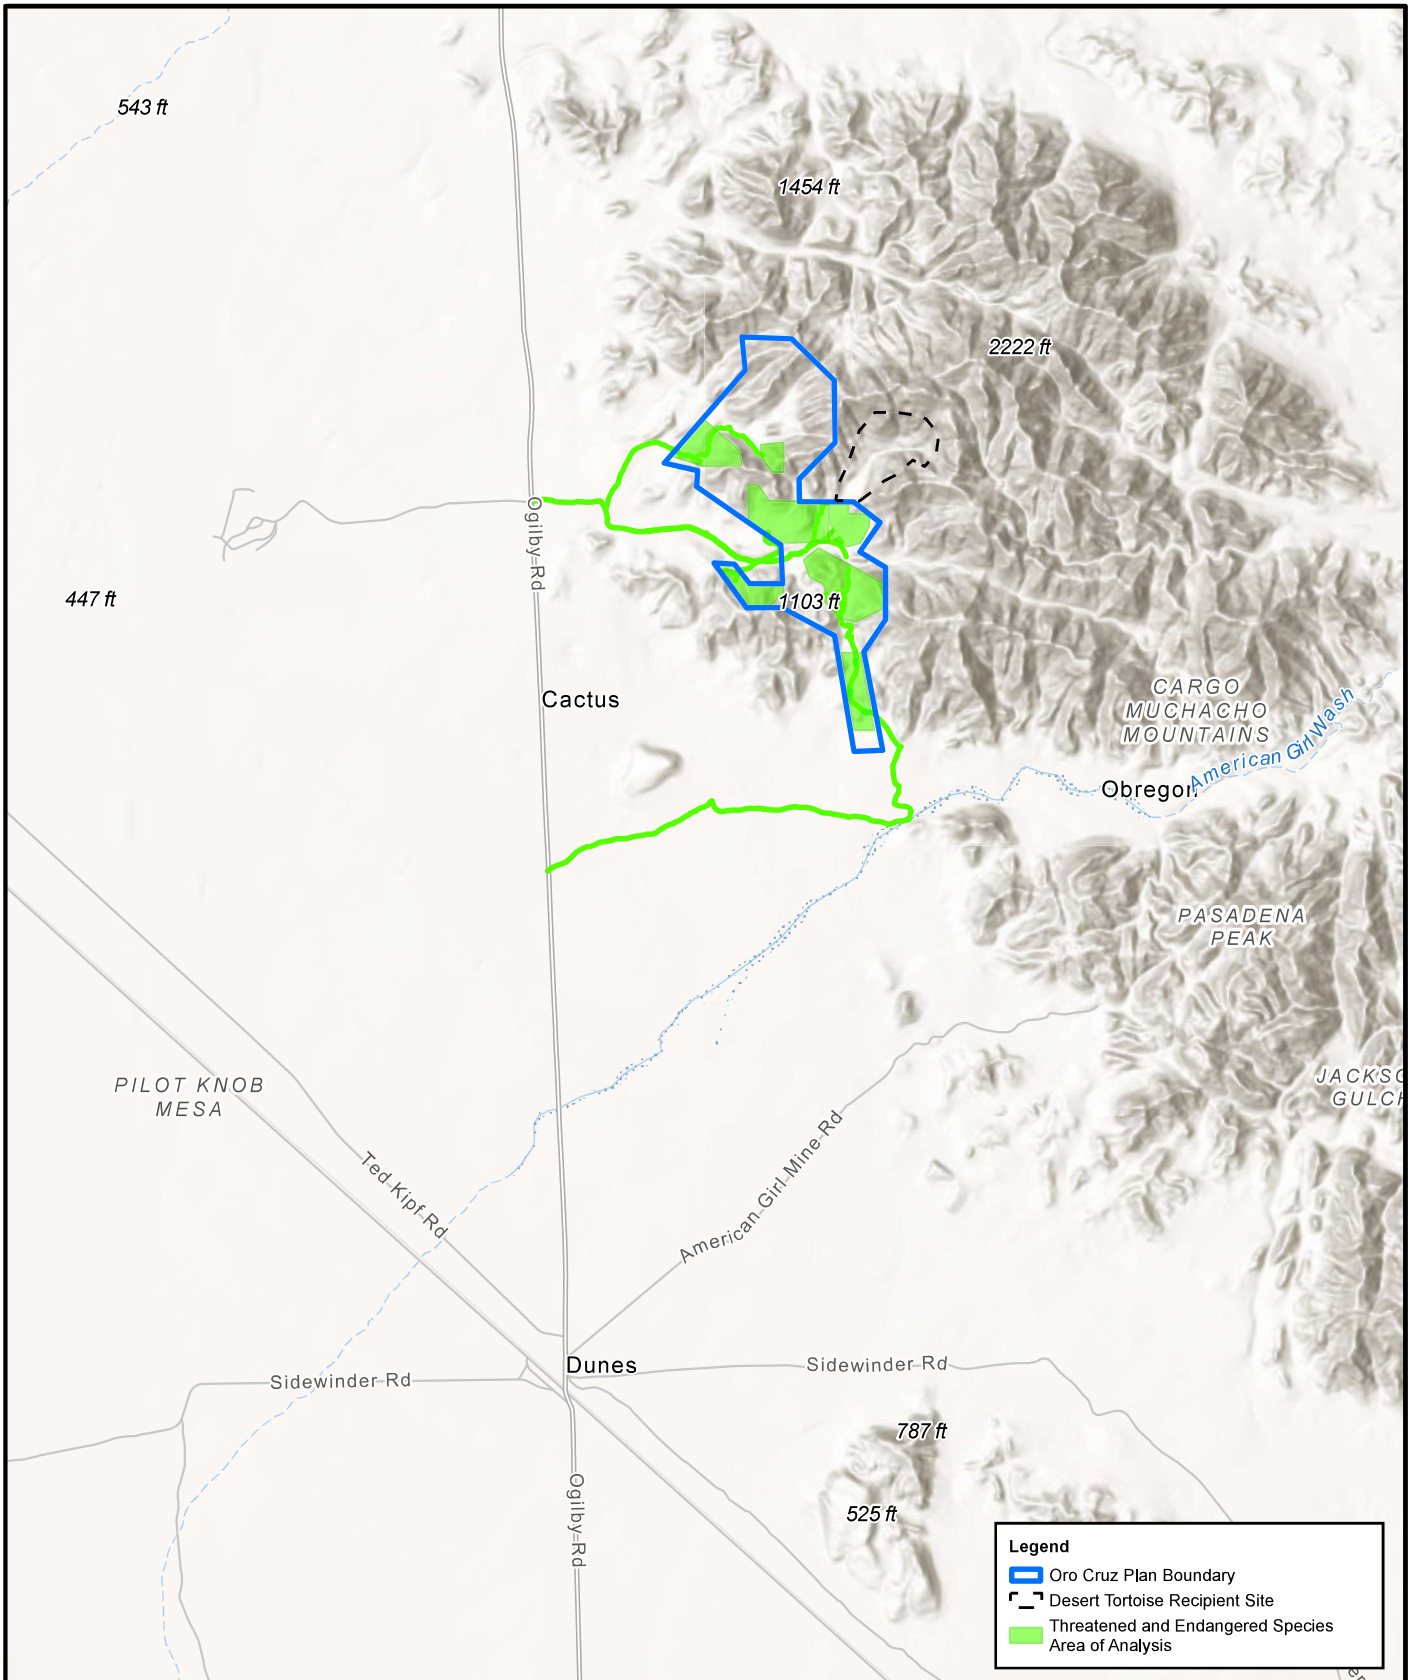 543 ft
1454 ft
2222 ft
Ogilby Rd
447 ft
1103 ft
Cactus
CARGO
MUCHACHO
MOUNTAINS
American Girl Wash
Obregon
PASADENA
PEAK
JACKSO
GULCH
PILOT KNOB
MESA
Ted Kipf Rd
American Girl Mine Rd
Dunes
Sidewinder Rd
Sidewinder Rd
787 ft
Ogilby Rd
525 ft
Legend
Oro Cruz Plan Boundary
Desert Tortoise Recipient Site
Threatened and Endangered Species
Area of Analysis